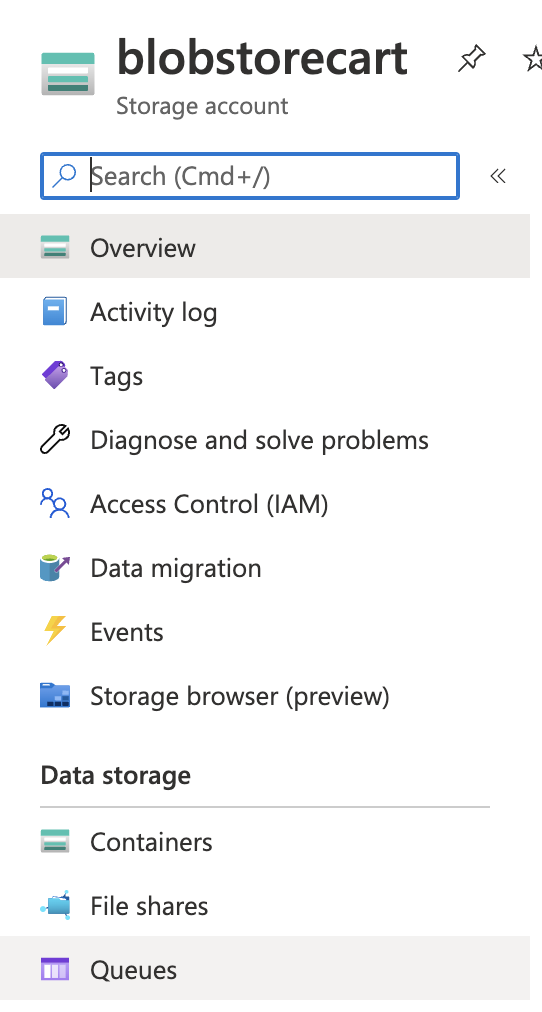 blobstorecart
Storage account
Search (Cmd+/)
«
Overview
Activity log
Tags
Diagnose and solve problems
Access Control (IAM)
Data migration
Events
Storage browser (preview)
Data storage
Containers
File shares
Queues